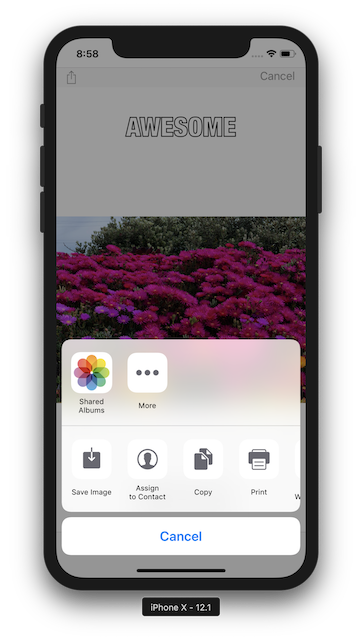 8:58
Cancel
AWESOME
Shared
Albums
More
Save Image
Assign
to Contact
Copy
Print
Cancel
iPhone X - 12.1